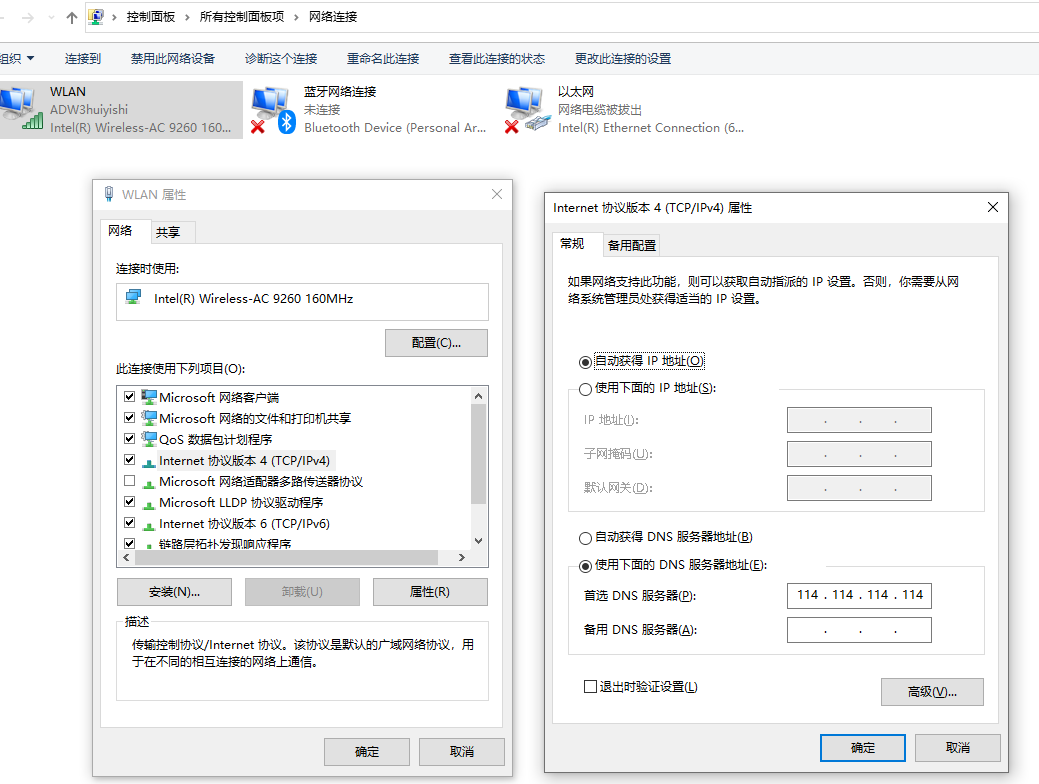 控制面板 › 所有控制面板项 › 网络连接
组织 连接到 禁用此网络设备 诊断这个连接 重命名此连接 查看此连接的状态 更改此连接的设置
WLAN
ADW3huiyishi
Intel(R) Wireless-AC 9260 160...
蓝牙网络连接
未连接
Bluetooth Device (Personal Ar...
以太网
网络电缆被拔出
Intel(R) Ethernet Connection (6...
WLAN 属性
网络 共享
连接时使用:
Intel(R) Wireless-AC 9260 160MHz
配置(C)...
此连接使用下列项目(O):
Microsoft 网络客户端
Microsoft 网络的文件和打印机共享
QoS 数据包计划程序
Internet 协议版本 4 (TCP/IPv4)
Microsoft 网络适配器多路传送器协议
Microsoft LLDP 协议驱动程序
Internet 协议版本 6 (TCP/IPv6)
链路层拓扑发现响应程序
安装(N)... 卸载(U) 属性(R)
描述
传输控制协议/Internet 协议。该协议是默认的广域网络协议，用
于在不同的相互连接的网络上通信。
确定 取消
Internet 协议版本 4 (TCP/IPv4) 属性
常规 备用配置
如果网络支持此功能，则可以获取自动指派的 IP 设置。否则，你需要从网
络系统管理员处获得适当的 IP 设置。
自动获得 IP 地址(O)
使用下面的 IP 地址(S):
IP 地址(I):
子网掩码(U):
默认网关(D):
自动获得 DNS 服务器地址(B)
使用下面的 DNS 服务器地址(E):
首选 DNS 服务器(P): 114 . 114 . 114 . 114
备用 DNS 服务器(A):
退出时验证设置(L)
高级(V)...
确定 取消